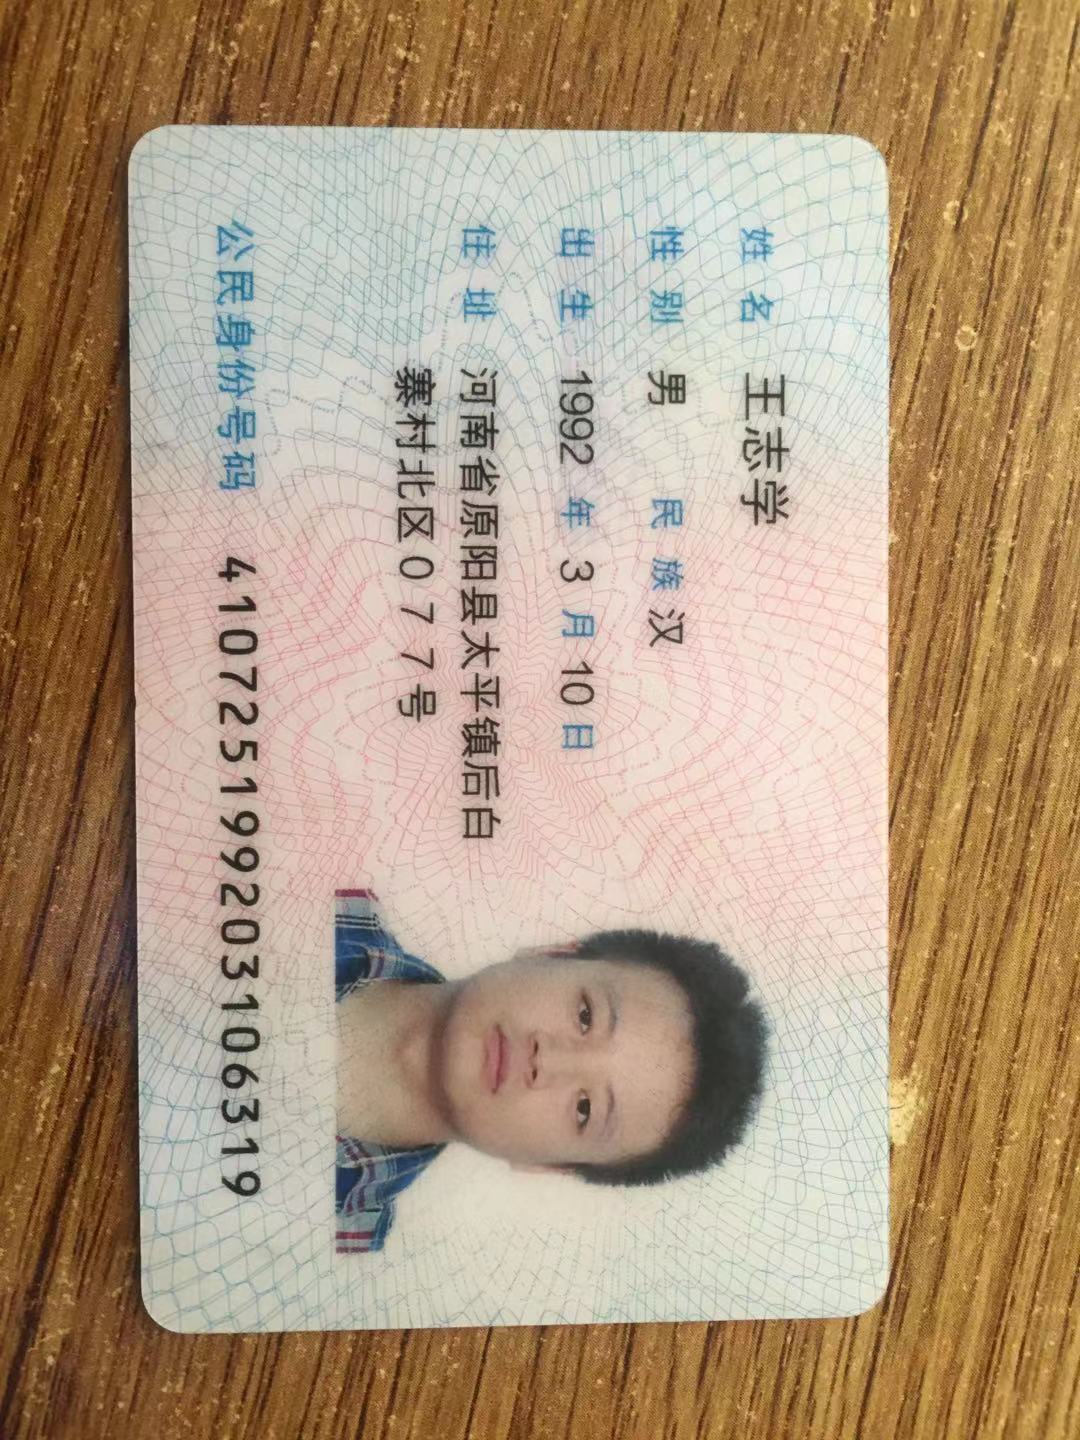 姓名 王志学
性别 男 民族 汉
出生 1992 年 3 月 10 日
住址 河南省原阳县太平镇后白
寨村北区077号
公民身份号码 410725199203106319